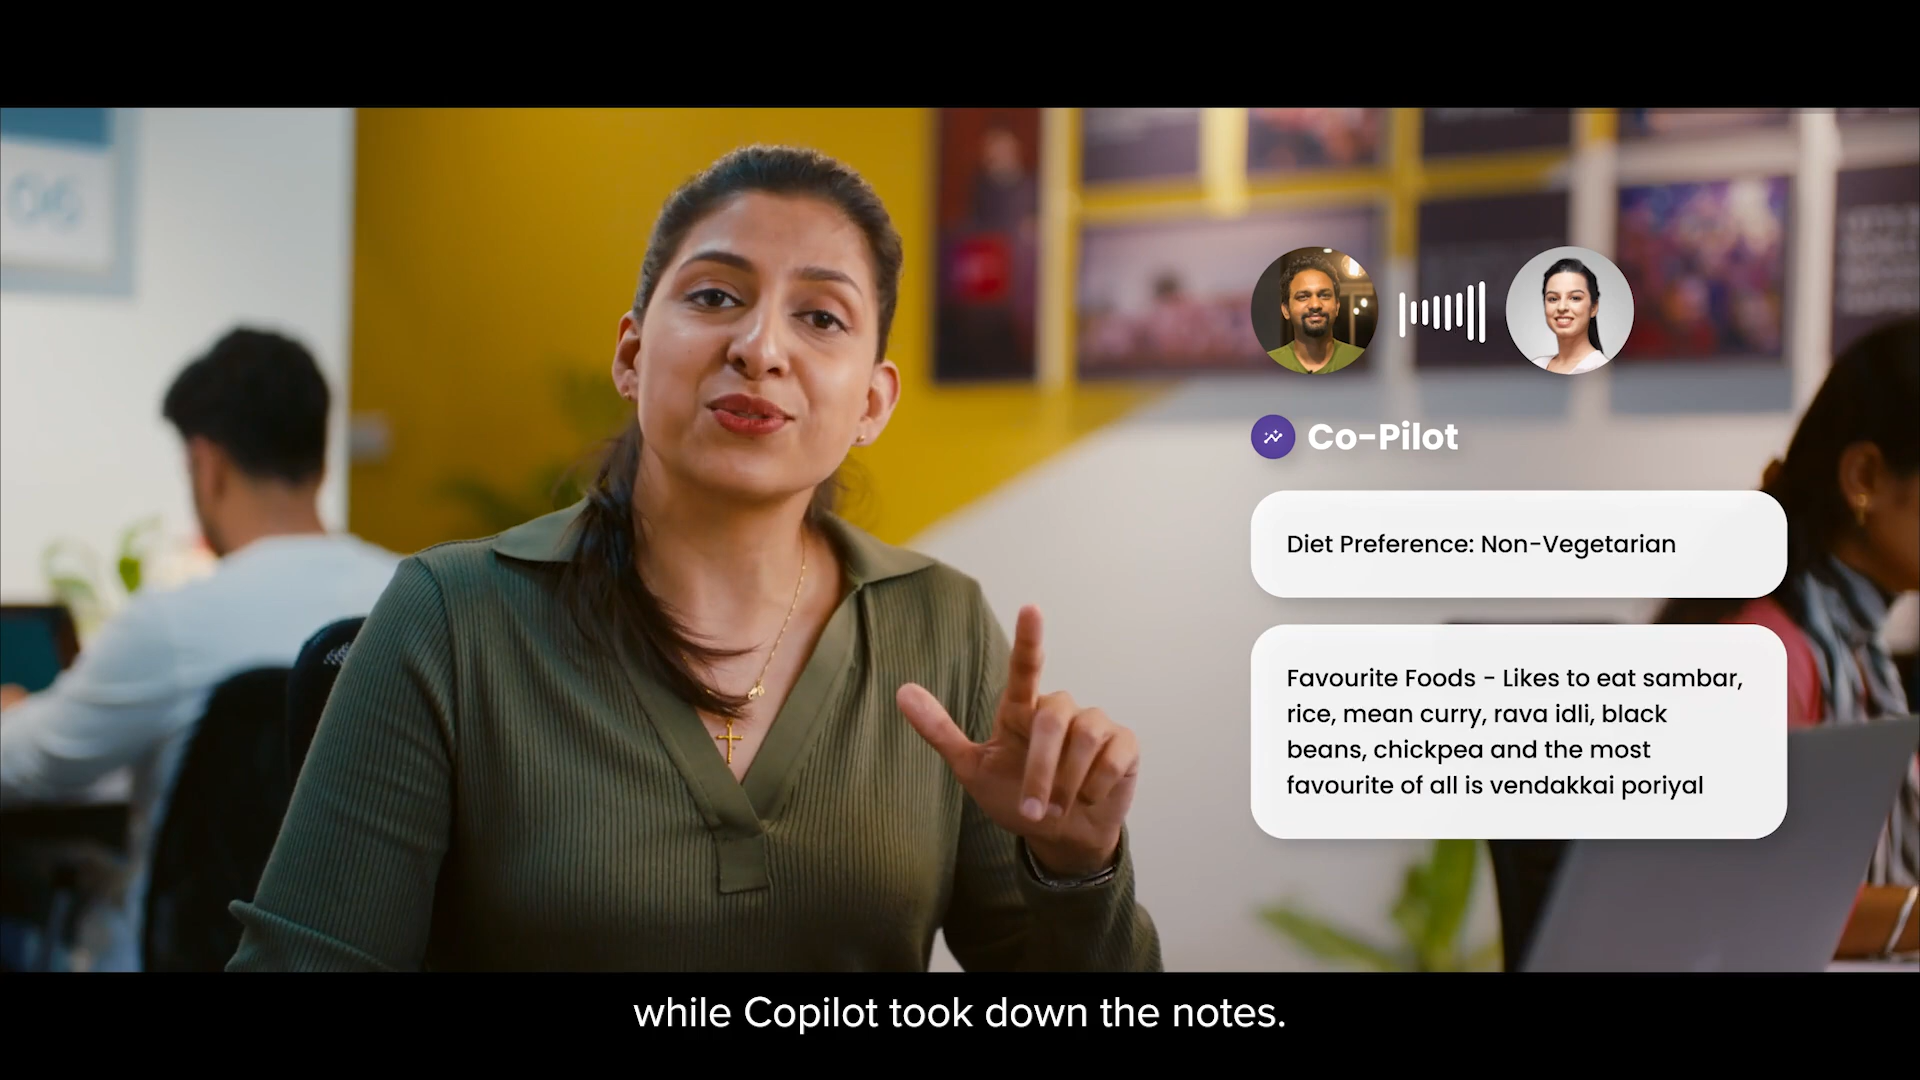 06
Co-Pilot
Diet Preference: Non-Vegetarian
Favourite Foods - Likes to eat sambar,
rice, mean curry, rava idli, black
beans, chickpea and the most
favourite of all is vendakkai poriyal
while Copilot took down the notes.